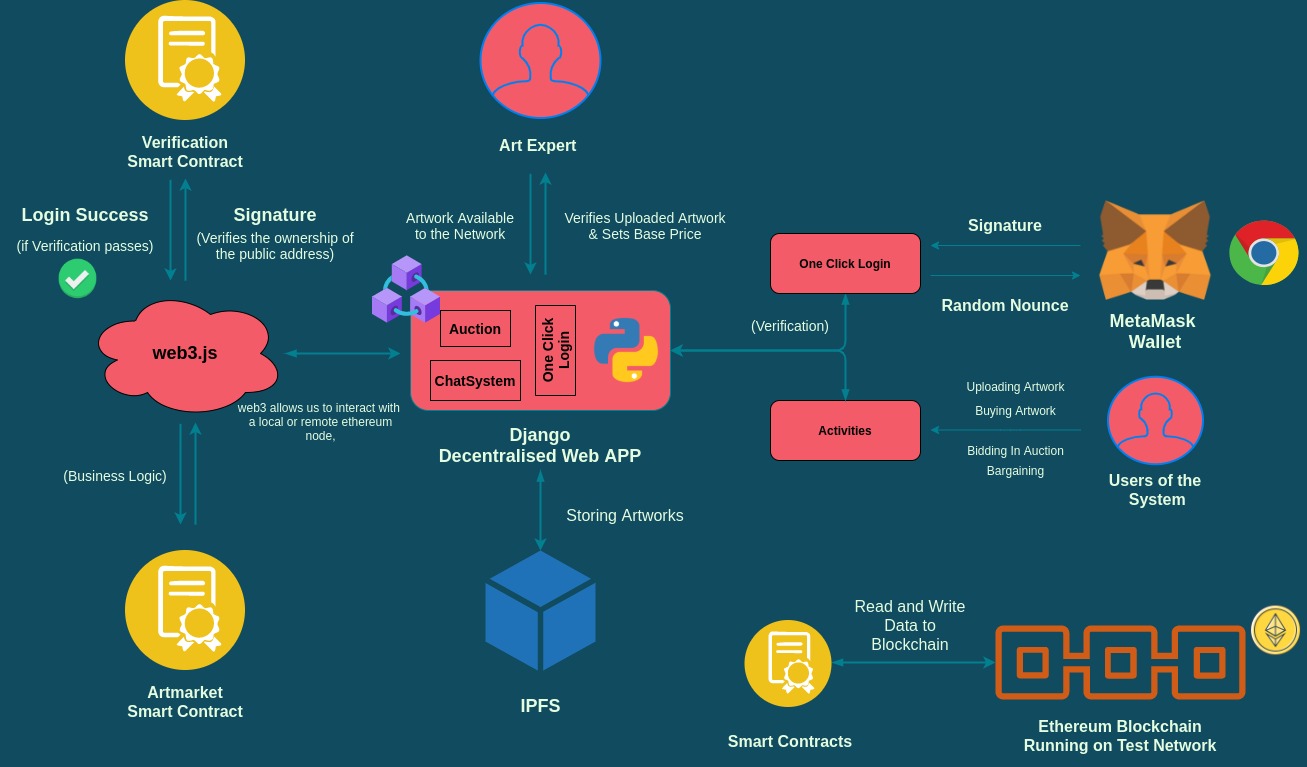 Verification
Smart Contract
Art Expert
Login Success
(if Verification passes)
Signature
(Verifies the ownership of
the public address)
Artwork Available
to the Network
Verifies Uploaded Artwork
& Sets Base Price
One Click Login
Signature
Random Nounce
MetaMask
Wallet
web3.js
web3 allows us to interact with
a local or remote ethereum
node,
Auction
ChatSystem
One Click
Login
Django
Decentralised Web APP
(Verification)
Activities
Uploading Artwork
Buying Artwork
Bidding In Auction
Bargaining
Users of the
System
(Business Logic)
Storing Artworks
Artmarket
Smart Contract
IPFS
Read and Write
Data to
Blockchain
Smart Contracts
Ethereum Blockchain
Running on Test Network